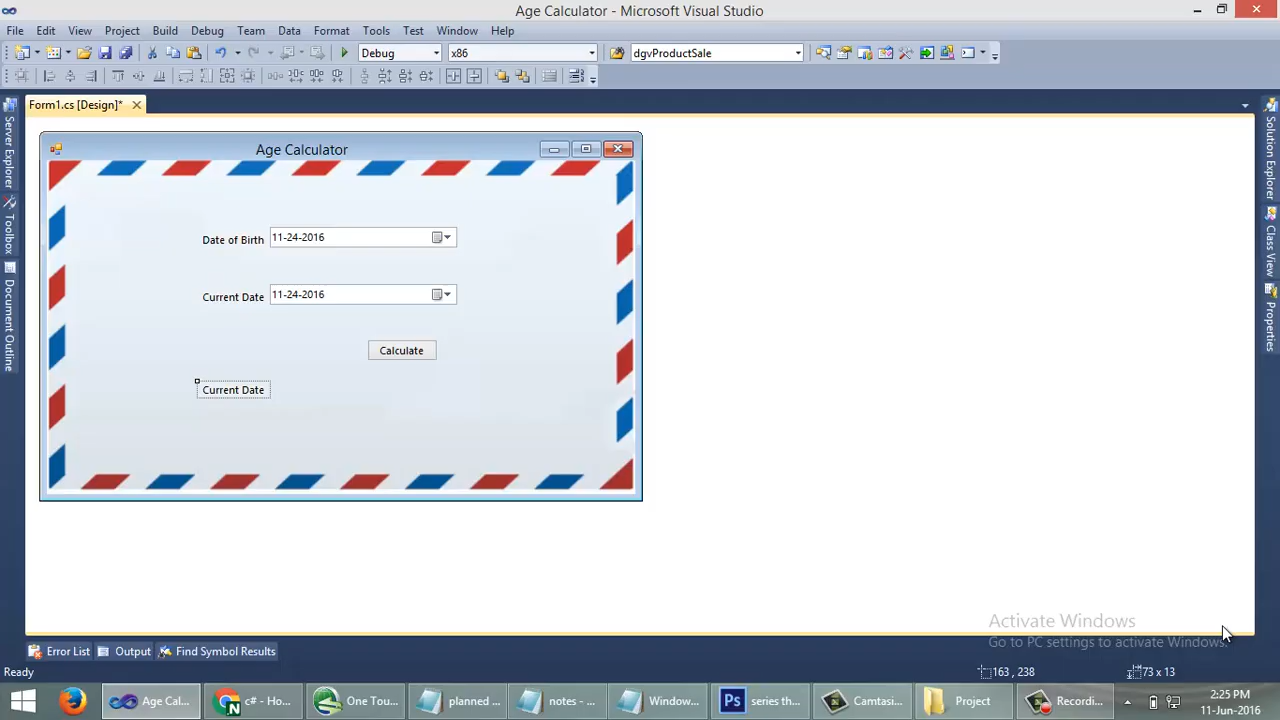 Age Calculator - Microsoft Visual Studio
File Edit View Project Build Debug Team Data Format Tools Test Window Help
Debug x86 dgvProductSale
Form1.cs [Design]*
Server Explorer
Toolbox
Document Outline
Solution Explorer
Class View
Properties
Age Calculator
Date of Birth 11-24-2016
Current Date 11-24-2016
Calculate
Current Date
Activate Windows
Go to PC settings to activate Windows.
Error List Output Find Symbol Results
Ready 163 , 238 73 x 13
Age Cal... c# - Ho... One Tou... planned ... notes - ... Window... Ps series th... Camtasi... Project Recordi... 2:25 PM
11-Jun-2016